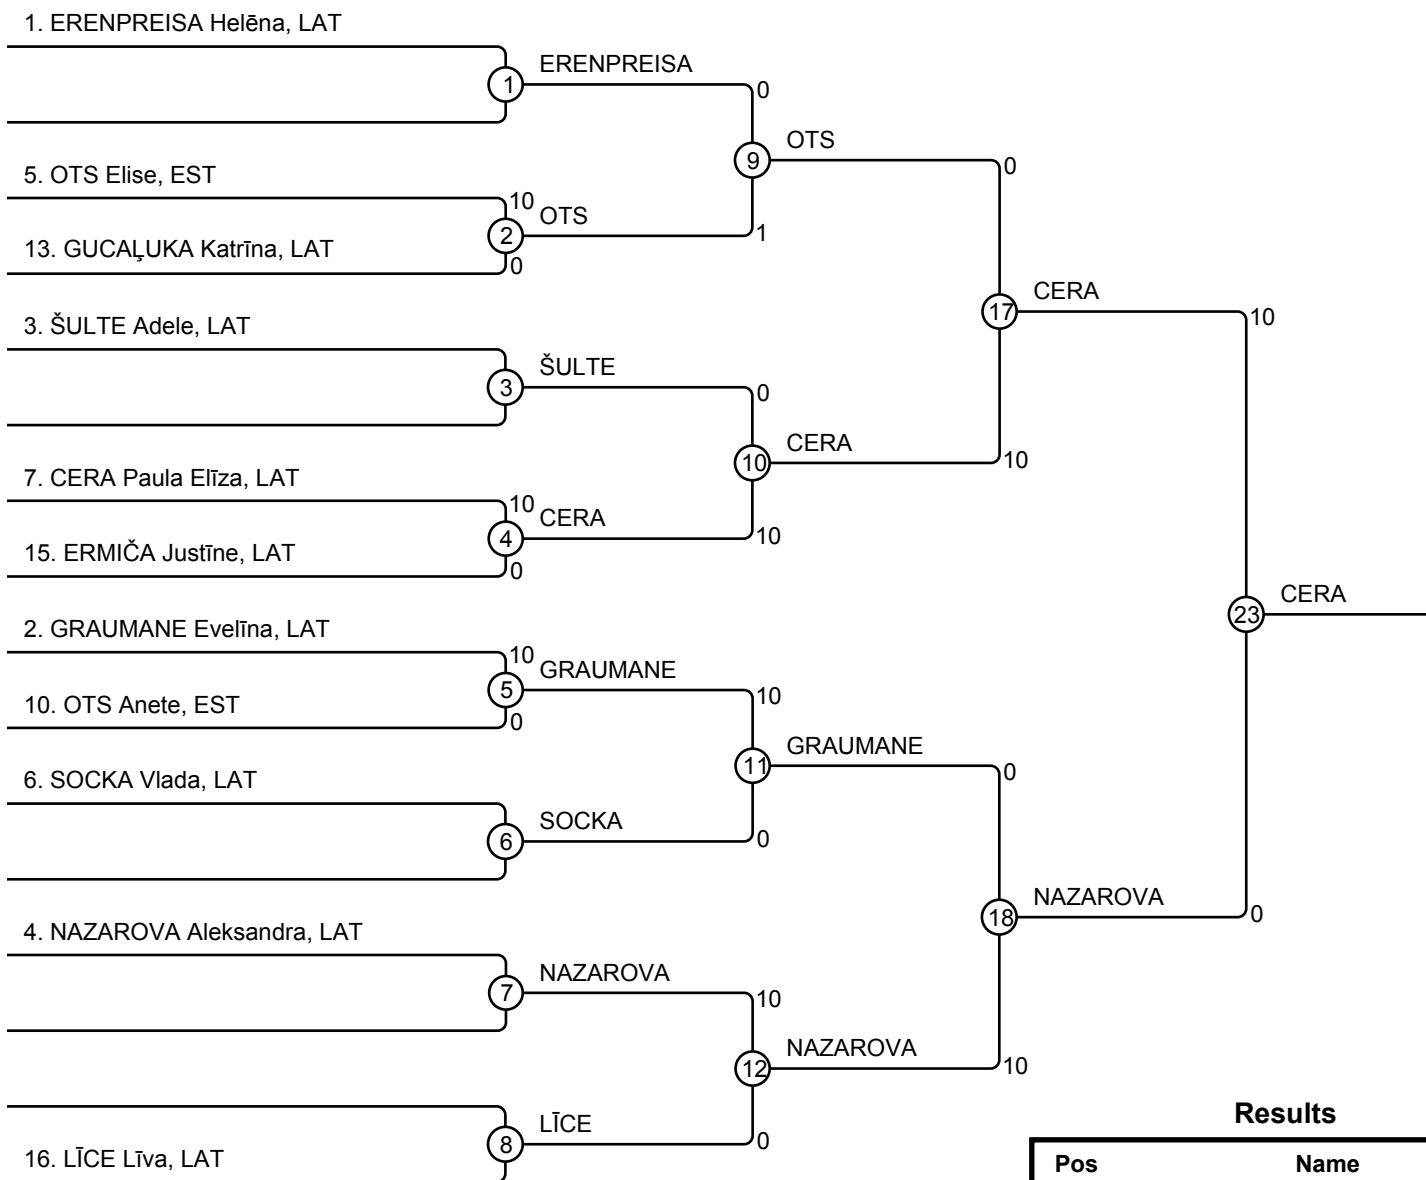 1. ERENPREISA Helēna, LAT
1
ERENPREISA
0
5. OTS Elise, EST
10
2
OTS
1
13. GUCAĻUKA Katrīna, LAT
0
9
OTS
0
3. ŠULTE Adele, LAT
3
ŠULTE
0
7. CERA Paula Elīza, LAT
10
4
CERA
10
15. ERMIČA Justīne, LAT
0
10
CERA
10
17
CERA
10
2. GRAUMANE Evelīna, LAT
10
5
GRAUMANE
10
10. OTS Anete, EST
0
6. SOCKA Vlada, LAT
6
SOCKA
0
11
GRAUMANE
0
4. NAZAROVA Aleksandra, LAT
7
NAZAROVA
10
8
LĪCE
0
16. LĪCE Līva, LAT
12
NAZAROVA
10
18
NAZAROVA
0
23
CERA
Results
Pos Name